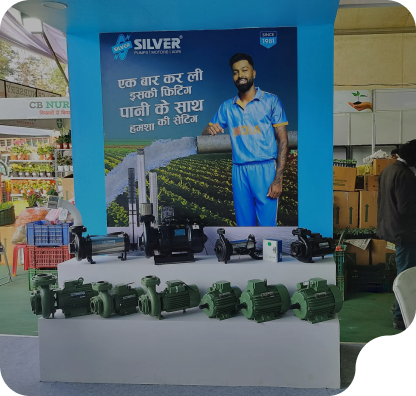 SILVER
PUMPS | MOTORS | WIRE
SINCE
1981
एक बार कर ली
इसकी फिटिंग
पानी के साथ
हमेशा की सेटिंग
CB NUR